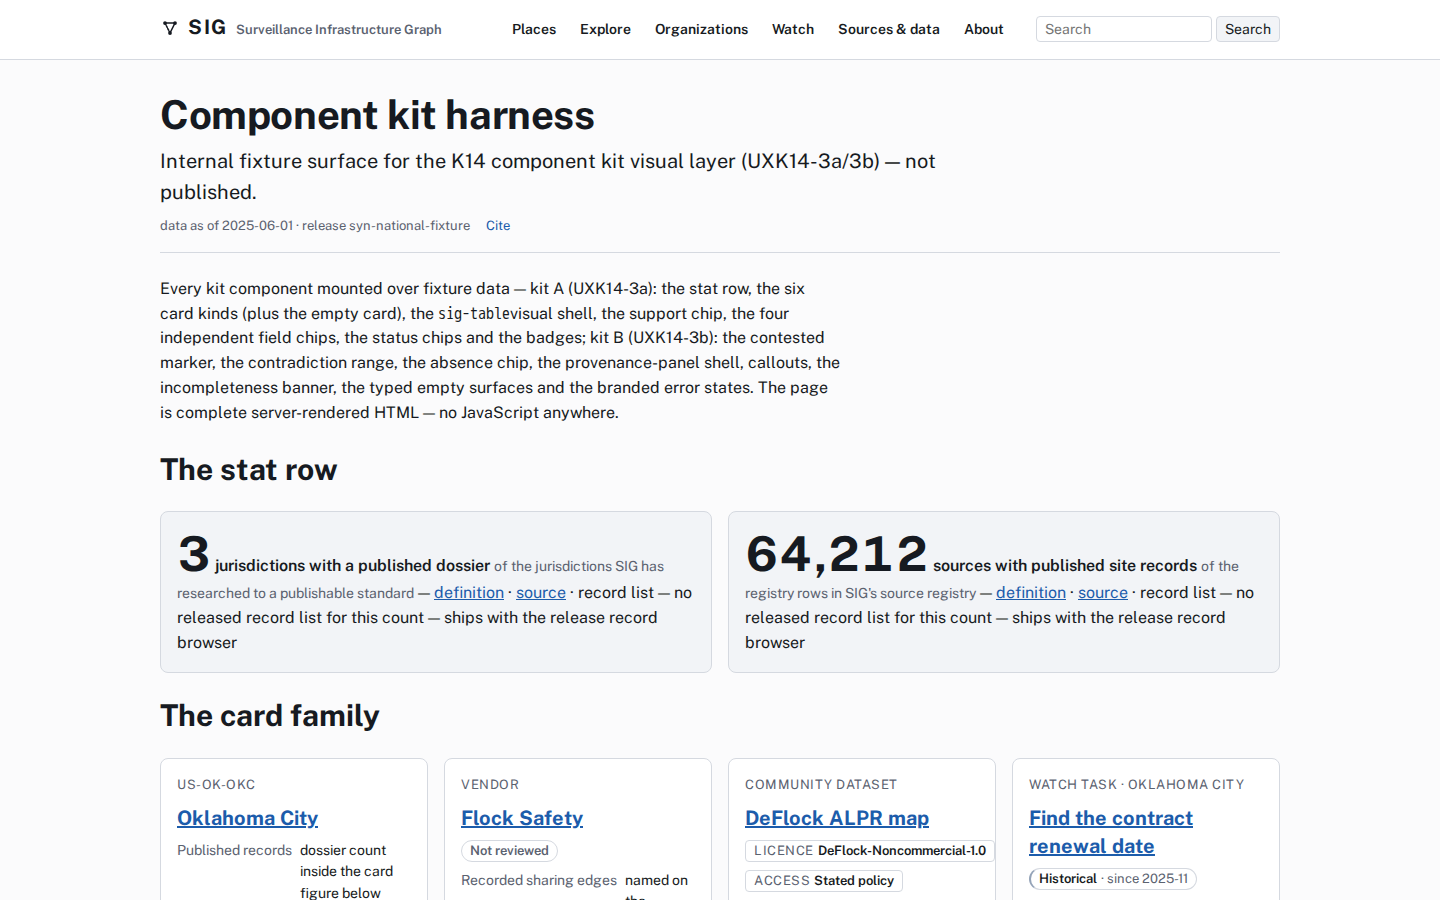 SIG Surveillance Infrastructure Graph Places Explore Organizations Watch Sources & data About Search Search
Component kit harness
Internal fixture surface for the K14 component kit visual layer (UXK14-3a/3b) — not
published.
data as of 2025-06-01 · release syn-national-fixture Cite
Every kit component mounted over fixture data — kit A (UXK14-3a): the stat row, the six
card kinds (plus the empty card), the sig-table visual shell, the support chip, the four
independent field chips, the status chips and the badges; kit B (UXK14-3b): the contested
marker, the contradiction range, the absence chip, the provenance-panel shell, callouts, the
incompleteness banner, the typed empty surfaces and the branded error states. The page
is complete server-rendered HTML — no JavaScript anywhere.
The stat row
3 jurisdictions with a published dossier of the jurisdictions SIG has
researched to a publishable standard — definition · source · record list — no
released record list for this count — ships with the release record
browser
64,212 sources with published site records of the
registry rows in SIG's source registry — definition · source · record list — no
released record list for this count — ships with the release record
browser
The card family
US-OK-OKC
Oklahoma City
Published records dossier count
inside the card
figure below
VENDOR
Flock Safety
Not reviewed
Recorded sharing edges named on
the
COMMUNITY DATASET
DeFlock ALPR map
LICENCE DeFlock-Noncommercial-1.0
ACCESS Stated policy
WATCH TASK · OKLAHOMA CITY
Find the contract
renewal date
Historical · since 2025-11